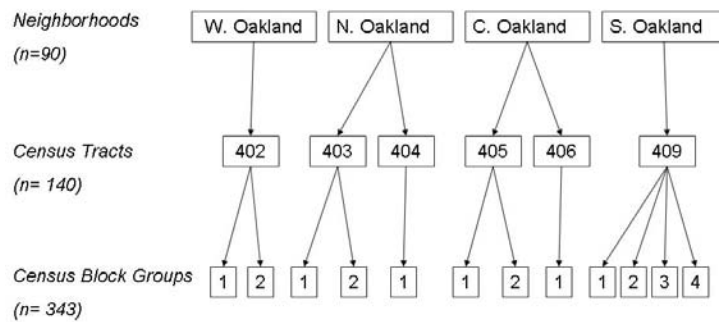 Neighborhoods W. Oakland N. Oakland C. Oakland S. Oakland
(n=90)
Census Tracts 402 403 404 405 406 409
(n= 140)
Census Block Groups 1 2 1 2 1 1 2 1 1 2 3 4
(n= 343)